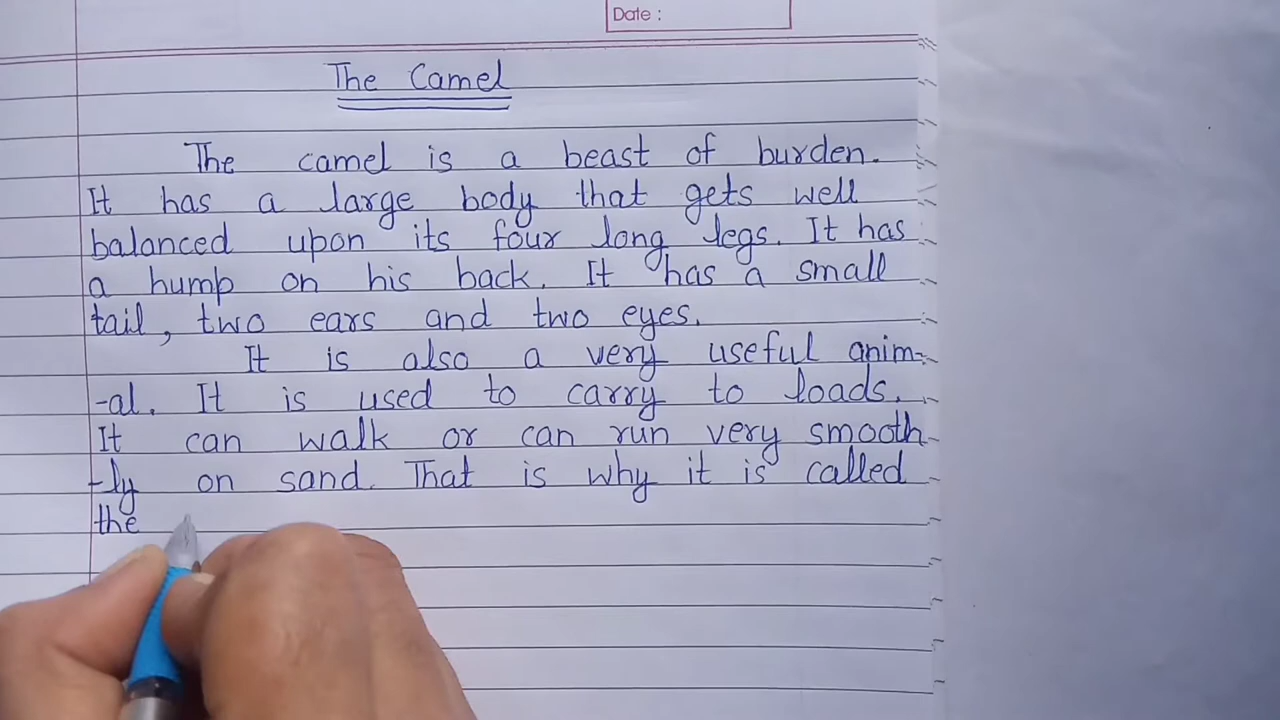 Date :
The Camel
The camel is a beast of burden.
It has a large body that gets well
balanced upon its four long legs. It has
a hump on his back. It has a small
tail, two ears and two eyes.
It is also a very useful anim-
-al. It is used to carry to loads.
It can walk or can run very smooth-
-ly on sand. That is why it is called
the